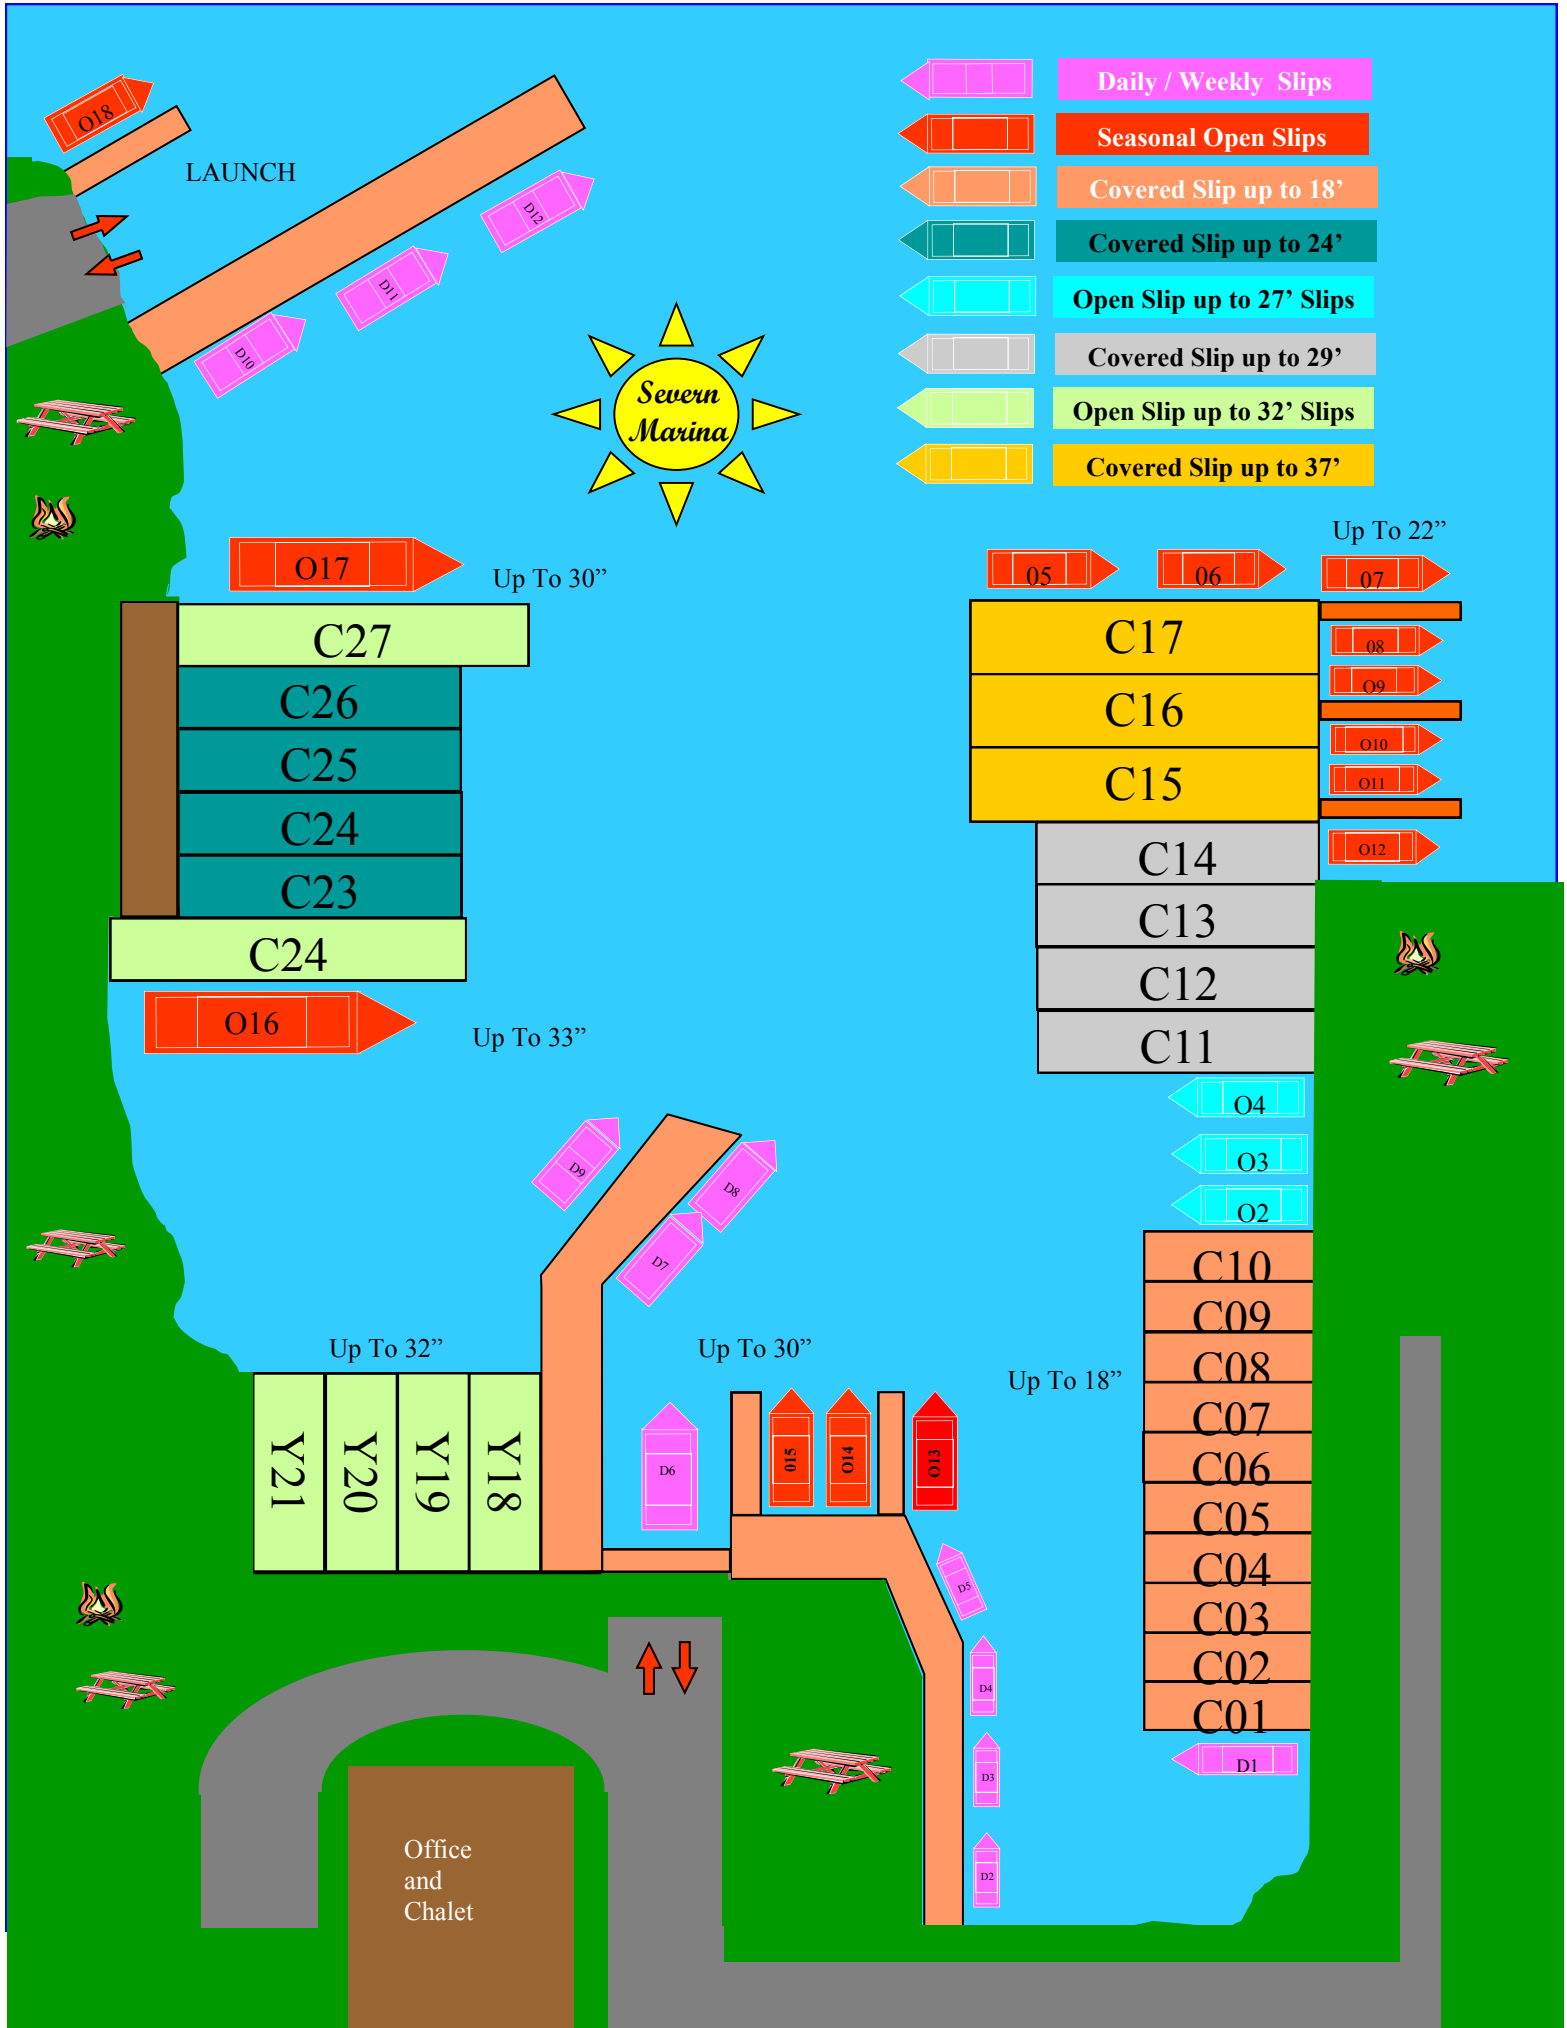 O18
LAUNCH
D12
D11
D10
Daily / Weekly  Slips
Seasonal Open Slips
Covered Slip up to 18’
Covered Slip up to 24’
Open Slip up to 27’ Slips
Covered Slip up to 29’
Open Slip up to 32’ Slips
Covered Slip up to 37’
Severn
Marina
O17
Up To 30”
C27
C26
C25
C24
C23
C24
O16
Up To 33”
Up To 22”
05
06
07
C17
08
O9
C16
O10
C15
O11
C14
O12
C13
C12
C11
O4
O3
O2
D9
D8
D7
Up To 32”
Up To 30”
Up To 18”
C10
C09
C08
C07
C06
C05
C04
C03
C02
C01
D1
Y21
Y20
Y19
Y18
D6
015
O14
O13
D5
D4
D3
D2
Office
and
Chalet